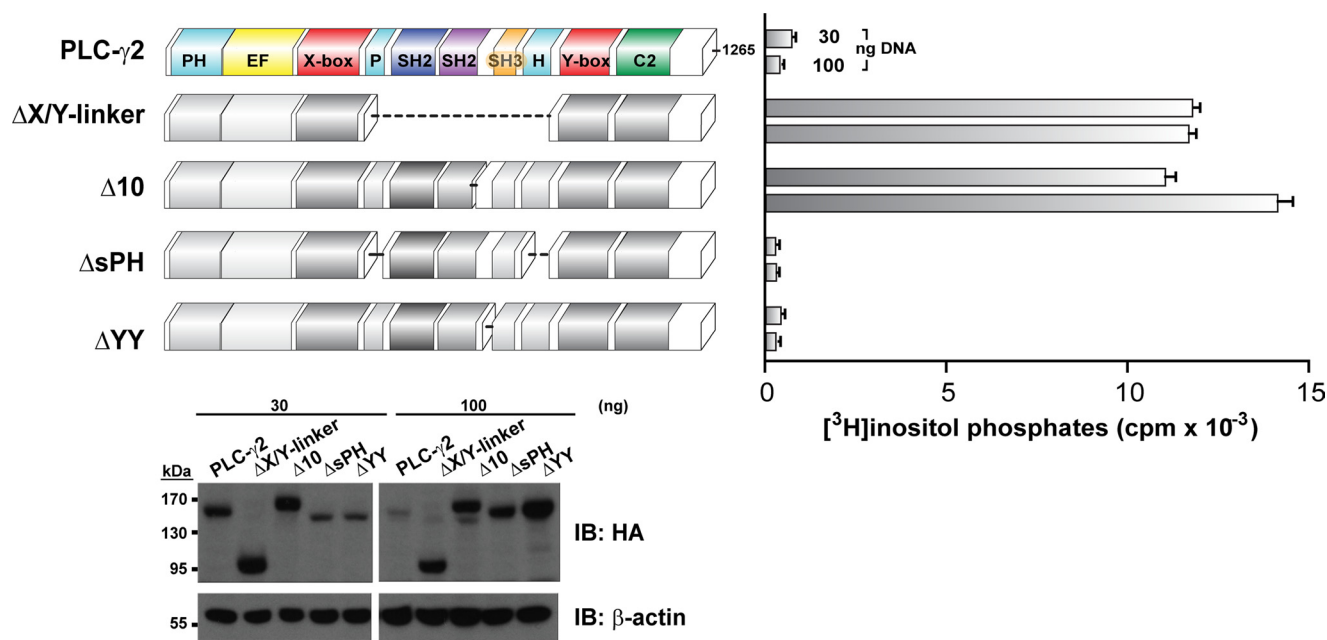 PLC-γ2
PH EF X-box P SH2 SH2 SH3 H Y-box C2
1265
30
100
ng DNA
ΔX/Y-linker
Δ10
ΔsPH
ΔYY
0 5 10 15
[³H]inositol phosphates (cpm x 10⁻³)
30 100 (ng)
kDa
PLC-γ2 ΔX/Y-linker Δ10 ΔsPH ΔYY
PLC-γ2 ΔX/Y-linker Δ10 ΔsPH ΔYY
170
130
95
IB: HA
55
IB: β-actin